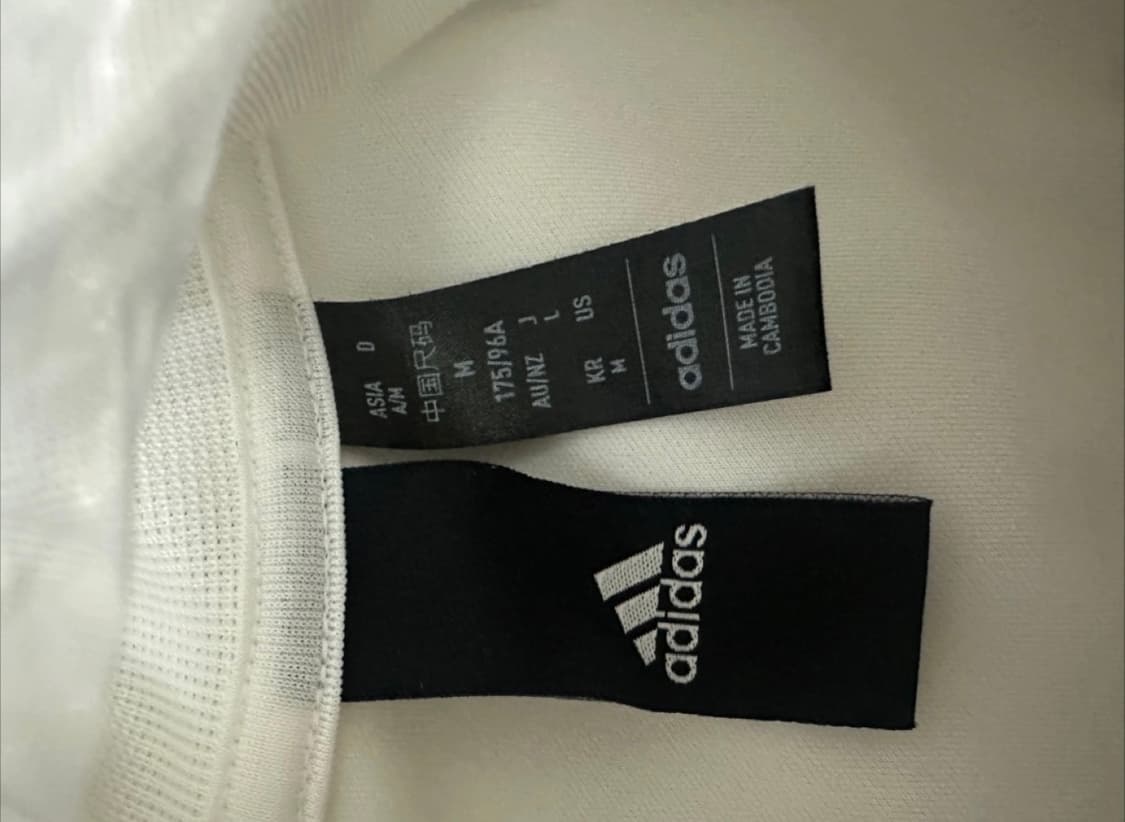 ASIA D
A/M
中国尺码
M
175/96A
AU/NZ J
L
KR US
M
adidas
MADE IN
CAMBODIA
adidas